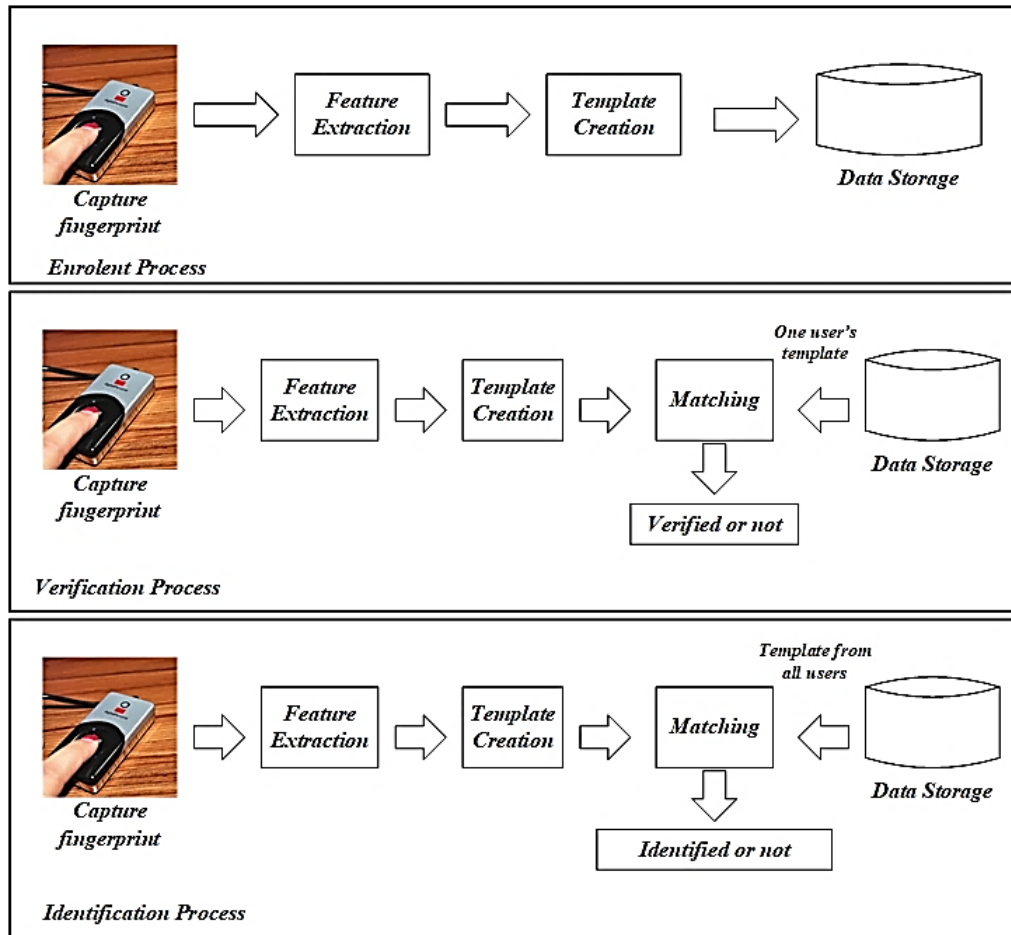 Feature
Extraction
Template
Creation
Capture
fingerprint
Data Storage
Enrolent Process
One user's
template
Feature
Extraction
Template
Creation
Matching
Capture
fingerprint
Data Storage
Verified or not
Verification Process
Template from
all users
Feature
Extraction
Template
Creation
Matching
Capture
fingerprint
Data Storage
Identified or not
Identification Process